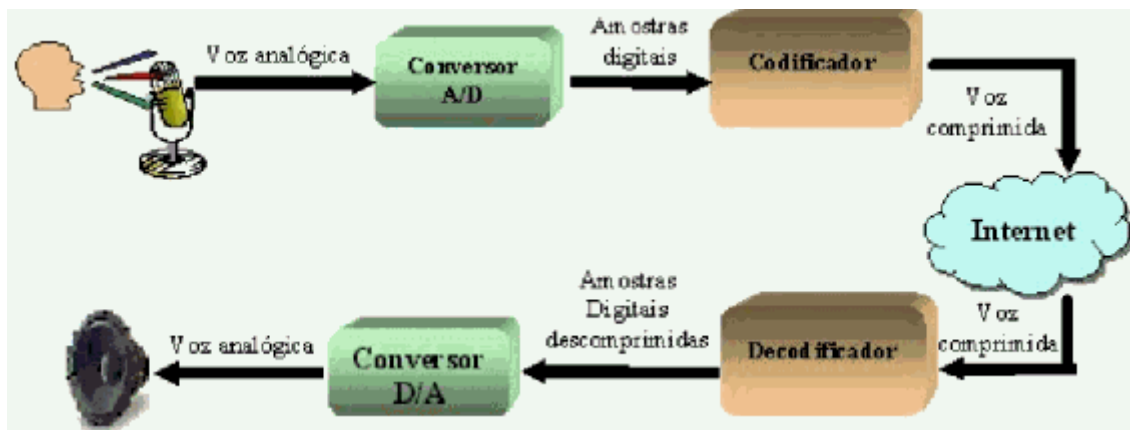 Voz analógica
Conversor
A/D
Amostras
digitais
Codificador
Voz
comprimida
Internet
Voz
comprimida
Decodificador
Amostras
Digitais
descomprimidas
Conversor
D/A
Voz analógica